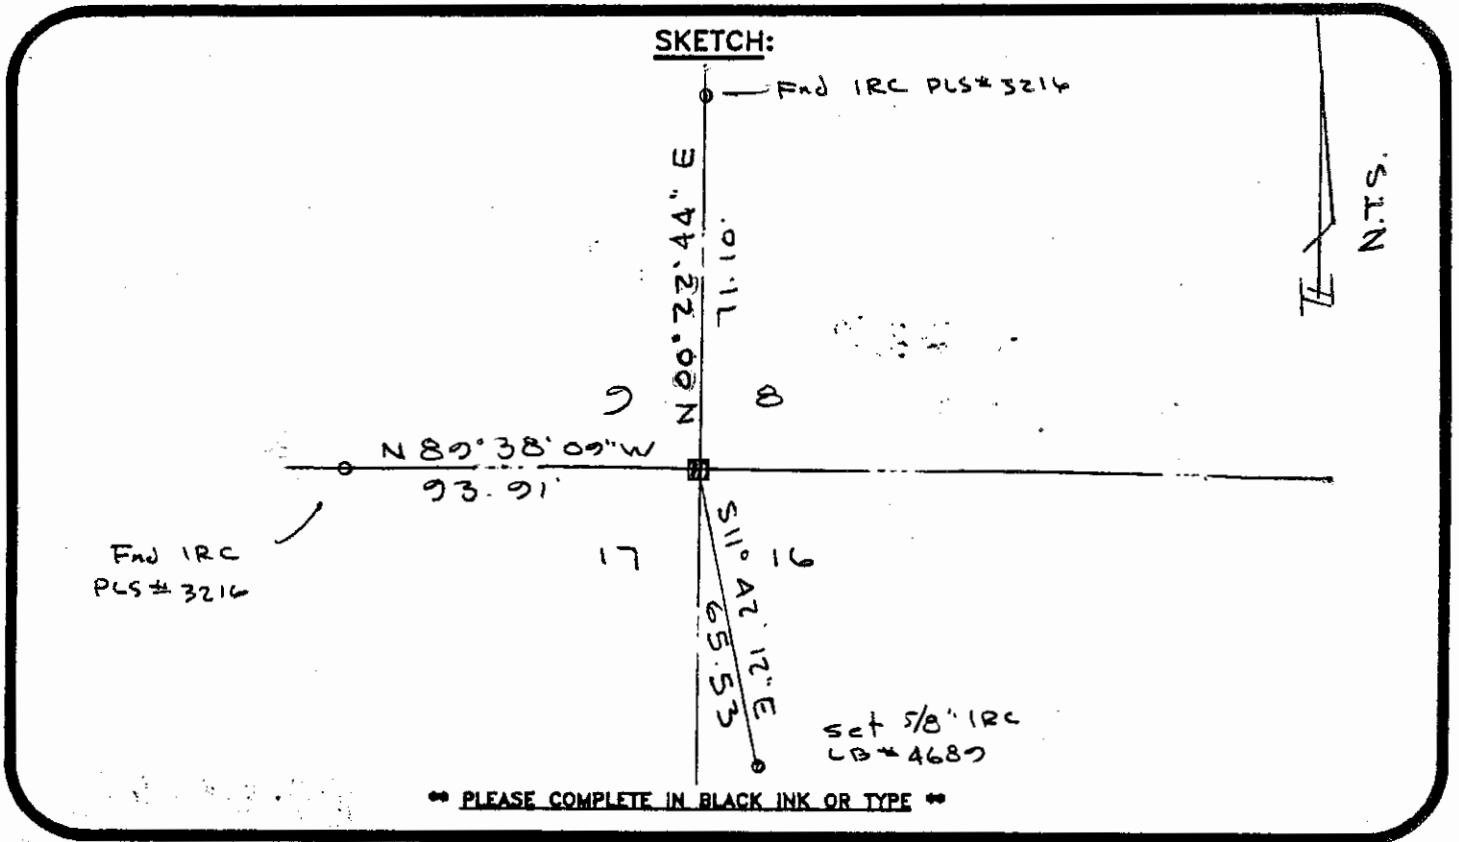 SKETCH:
Fnd IRC PLS# 3216
N.T.S.
N 00° 22' 44" E
71.10'
9 8
N 89° 38' 09" W
93.91'
Fnd IRC
PLS# 3216
17 16
S11° 42' 12" E
65.53
set 5/8" IRC
LB# 4689
** PLEASE COMPLETE IN BLACK INK OR TYPE **